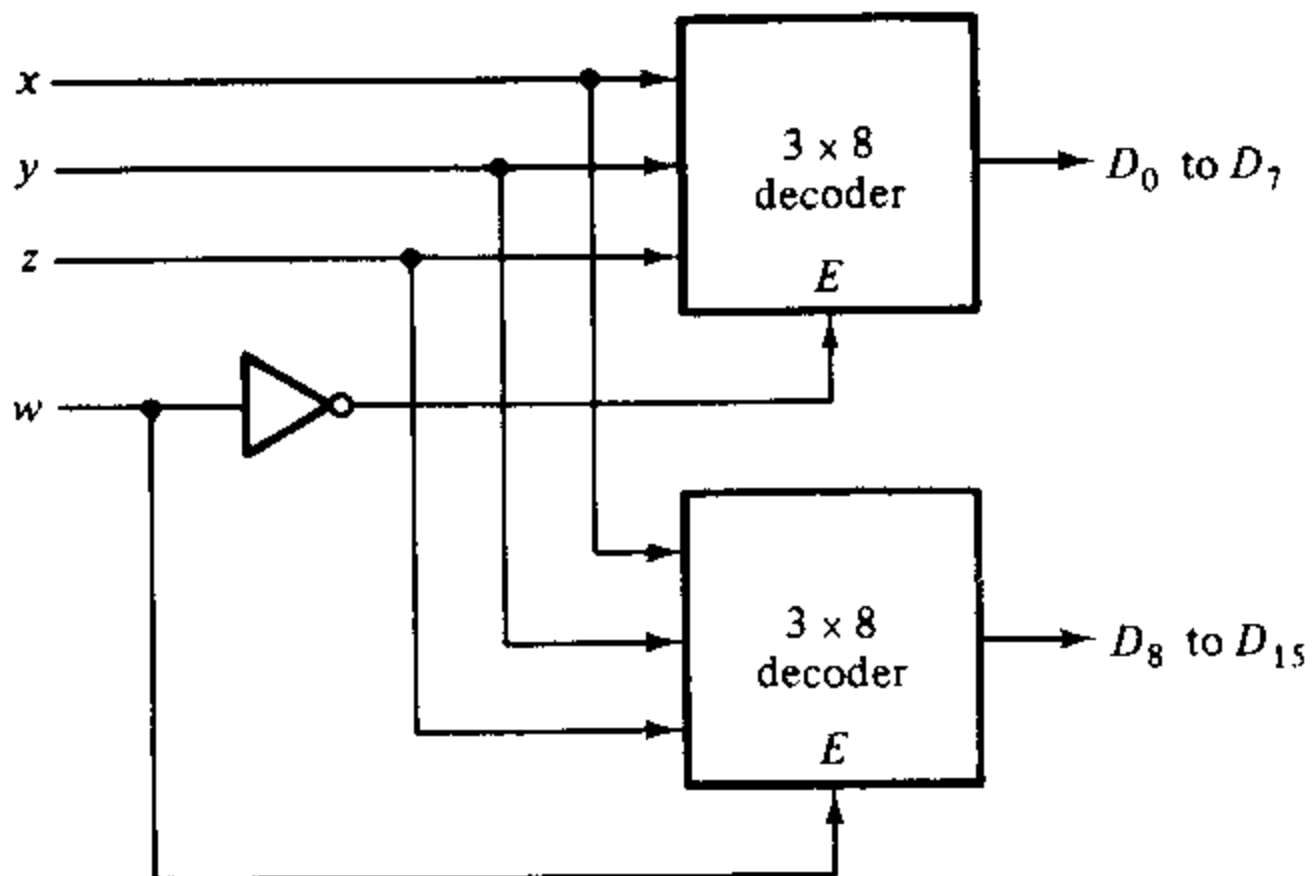 x
y
z
w
3 × 8
decoder
E
D₀ to D₇
3 × 8
decoder
E
D₈ to D₁₅